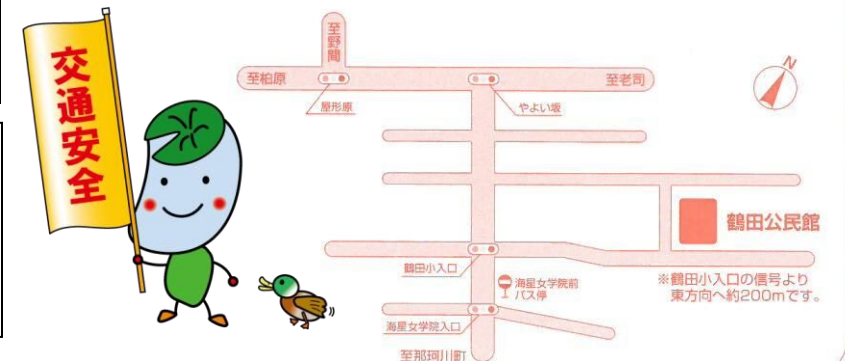 交通安全
至野間
至柏原
至老司
N
屋形原
やよい坂
鶴田公民館
鶴田小入口
海星女学院前
バス停
※鶴田小入口の信号より
東方向へ約200mです。
海星女学院入口
至那珂川町